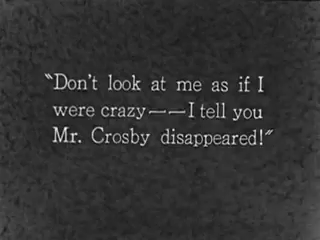 "Don't look at me as if I
were crazy——I tell you
Mr. Crosby disappeared!"